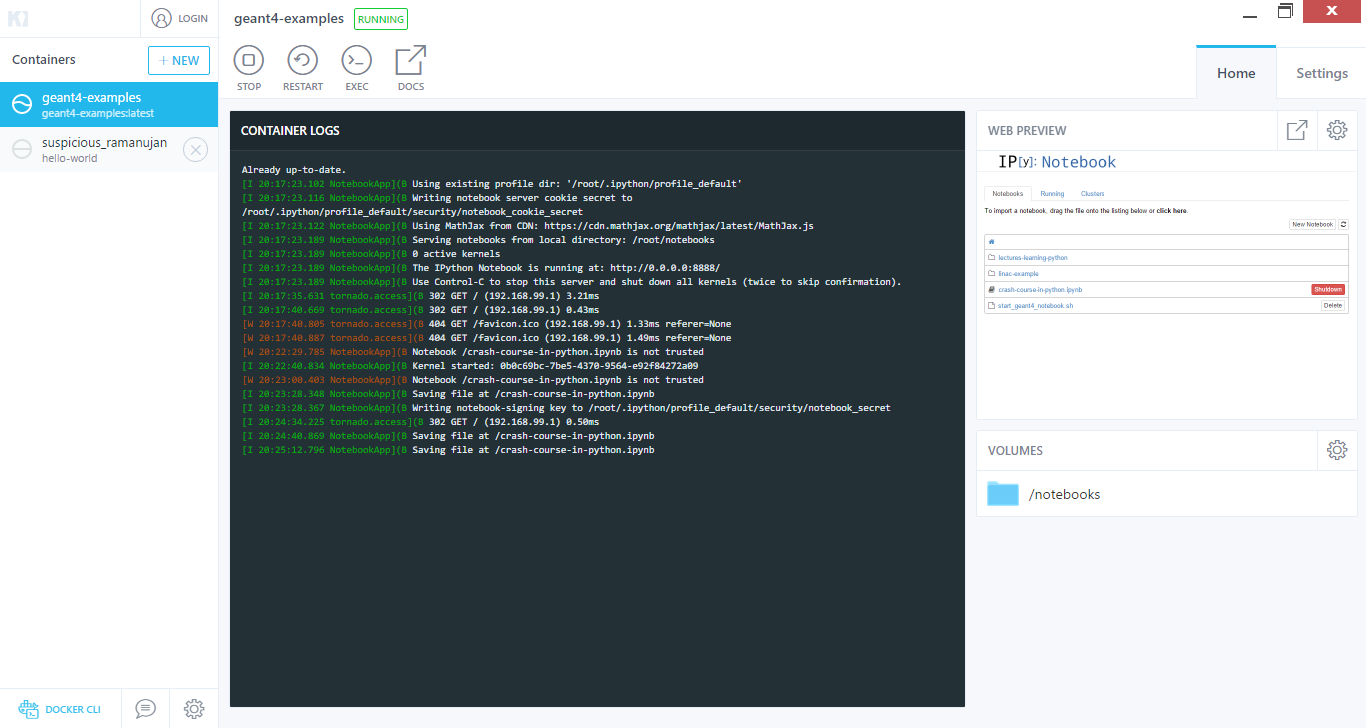 LOGIN
Containers
+ NEW
geant4-examples
geant4-examples:latest
suspicious_ramanujan
hello-world
DOCKER CLI
geant4-examples RUNNING
STOP RESTART EXEC DOCS
Home Settings
CONTAINER LOGS
Already up-to-date.
[I 20:17:23.102 NotebookApp](B Using existing profile dir: '/root/.ipython/profile_default'
[I 20:17:23.116 NotebookApp](B Writing notebook server cookie secret to
/root/.ipython/profile_default/security/notebook_cookie_secret
[I 20:17:23.122 NotebookApp](B Using MathJax from CDN: https://cdn.mathjax.org/mathjax/latest/MathJax.js
[I 20:17:23.189 NotebookApp](B Serving notebooks from local directory: /root/notebooks
[I 20:17:23.189 NotebookApp](B 0 active kernels
[I 20:17:23.189 NotebookApp](B The IPython Notebook is running at: http://0.0.0.0:8888/
[I 20:17:23.189 NotebookApp](B Use Control-C to stop this server and shut down all kernels (twice to skip confirmation).
[I 20:17:35.631 tornado.access](B 302 GET / (192.168.99.1) 3.21ms
[I 20:17:40.669 tornado.access](B 302 GET / (192.168.99.1) 0.43ms
[W 20:17:40.805 tornado.access](B 404 GET /favicon.ico (192.168.99.1) 1.33ms referer=None
[W 20:17:40.887 tornado.access](B 404 GET /favicon.ico (192.168.99.1) 1.49ms referer=None
[W 20:22:29.785 NotebookApp](B Notebook /crash-course-in-python.ipynb is not trusted
[I 20:22:40.834 NotebookApp](B Kernel started: 0b0c69bc-7be5-4370-9564-e92f84272a09
[W 20:23:00.403 NotebookApp](B Notebook /crash-course-in-python.ipynb is not trusted
[I 20:23:28.348 NotebookApp](B Saving file at /crash-course-in-python.ipynb
[I 20:23:28.367 NotebookApp](B Writing notebook-signing key to /root/.ipython/profile_default/security/notebook_secret
[I 20:24:34.225 tornado.access](B 302 GET / (192.168.99.1) 0.50ms
[I 20:24:40.869 NotebookApp](B Saving file at /crash-course-in-python.ipynb
[I 20:25:12.796 NotebookApp](B Saving file at /crash-course-in-python.ipynb
WEB PREVIEW
IP[y]: Notebook
Notebooks Running Clusters
To import a notebook, drag the file onto the listing below or click here.
New Notebook
lectures-learning-python
linac-example
crash-course-in-python.ipynb Shutdown
start_geant4_notebook.sh Delete
VOLUMES
/notebooks